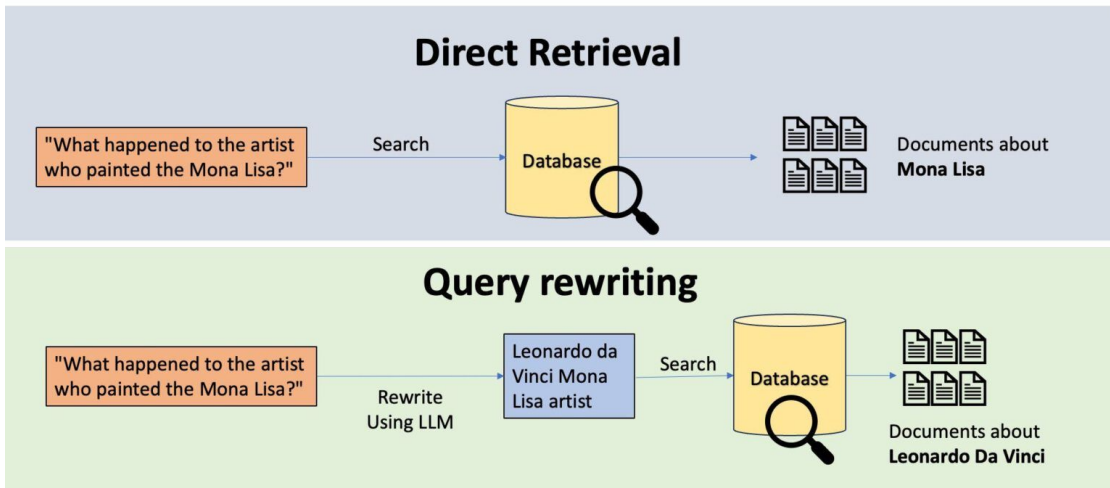 Direct Retrieval
"What happened to the artist
who painted the Mona Lisa?"
Search
Database
Documents about
Mona Lisa
Query rewriting
"What happened to the artist
who painted the Mona Lisa?"
Rewrite
Using LLM
Leonardo da
Vinci Mona
Lisa artist
Search
Database
Documents about
Leonardo Da Vinci